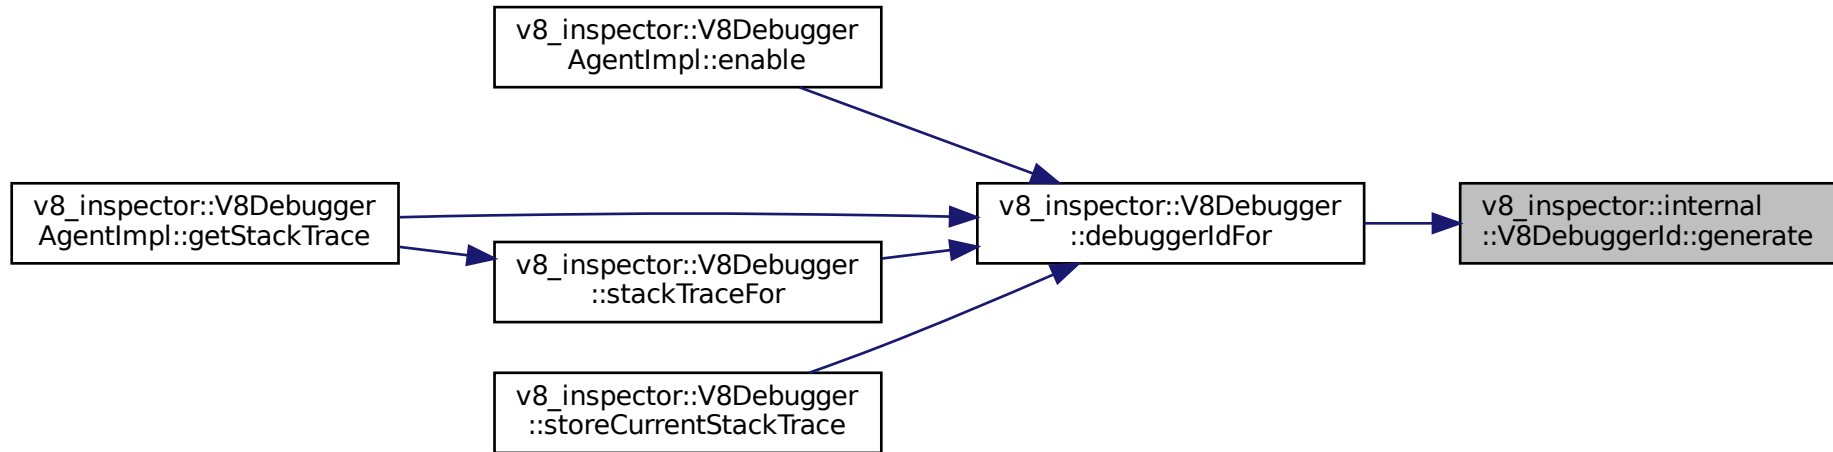 v8_inspector::V8Debugger
AgentImpl::enable
v8_inspector::V8Debugger
AgentImpl::getStackTrace
v8_inspector::V8Debugger
::stackTraceFor
v8_inspector::V8Debugger
::storeCurrentStackTrace
v8_inspector::V8Debugger
::debuggerIdFor
v8_inspector::internal
::V8DebuggerId::generate